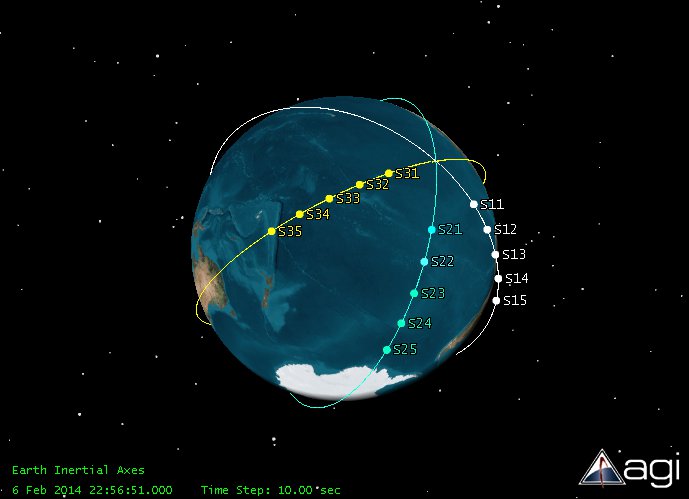 S31
S32
S33
S34
S35
S11
S12
S13
S14
S15
S21
S22
S23
S24
S25
Earth Inertial Axes
6 Feb 2014 22:56:51.000 Time Step: 10.00 sec
agi